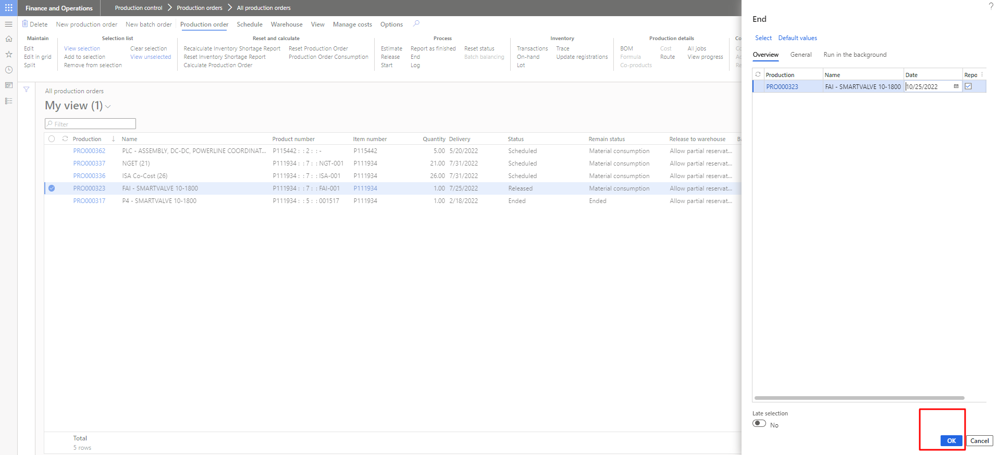 Finance and Operations
Production control > Production orders > All production orders
?
Delete New production order New batch order Production order Schedule Warehouse View Manage costs Options
Maintain
Edit
Edit in grid
Split
Selection list
View selection Clear selection
Add to selection View unselected
Remove from selection
Reset and calculate
Recalculate Inventory Shortage Report Reset Production Order
Reset Inventory Shortage Report Production Order Consumption
Calculate Production Order
Process
Estimate Report as finished Reset status
Release End Batch balancing
Start Log
Inventory
Transactions Trace
On-hand Update registrations
Lot
Production details
BOM Cost All jobs
Formula Route View progress
Co-products
Co
Co
Ac
Re
All production orders
My view (1)
Filter
Production Name Product number Item number Quantity Delivery Status Remain status Release to warehouse Ba
PRO000362 PLC - ASSEMBLY, DC-DC, POWERLINE COORDINAT... P115442 : : 2 : : - P115442 5.00 5/20/2022 Scheduled Material consumption Allow partial reservat...
PRO000337 NGET (21) P111934 : : 7 : : NGT-001 P111934 21.00 7/31/2022 Scheduled Material consumption Allow partial reservat...
PRO000336 ISA Co-Cost (26) P111934 : : 7 : : ISA-001 P111934 26.00 7/31/2022 Scheduled Material consumption Allow partial reservat...
PRO000323 FAI - SMARTVALVE 10-1800 P111934 : : 7 : : FAI-001 P111934 1.00 7/25/2022 Released Material consumption Allow partial reservat...
PRO000317 P4 - SMARTVALVE 10-1800 P111934 : : 5 : : 001517 P111934 1.00 2/18/2022 Ended Ended Allow partial reservat...
Total
5 rows
End
Select Default values
Overview General Run in the background
Production Name Date Repo
PRO000323 FAI - SMARTVALVE 10-1800 10/25/2022
Late selection
No
OK Cancel